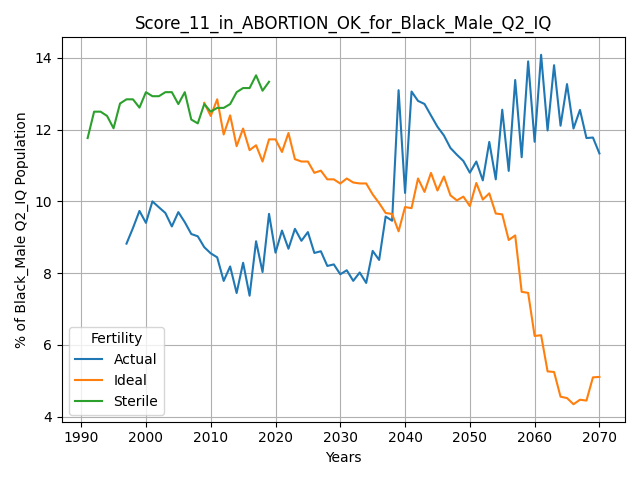 Score_11_in_ABORTION_OK_for_Black_Male_Q2_IQ
% of Black_Male Q2_IQ Population
14
12
10
8
6
4
Fertility
Actual
Ideal
Sterile
1990 2000 2010 2020 2030 2040 2050 2060 2070
Years